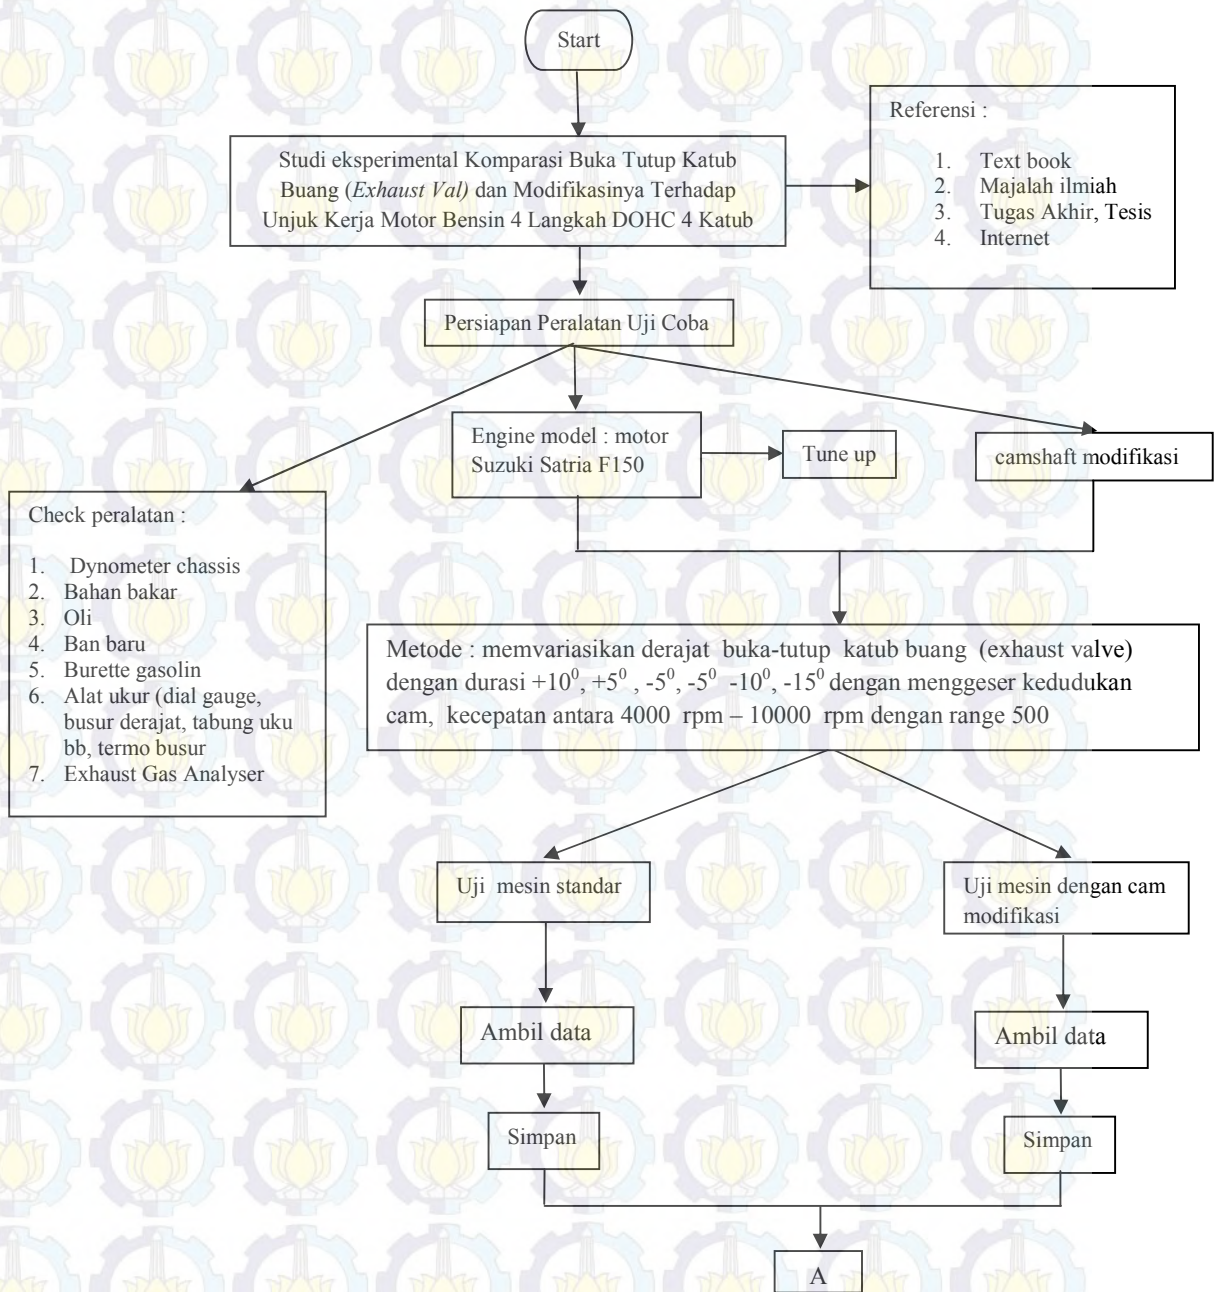 Start
Studi eksperimental Komparasi Buka Tutup Katub
Buang (Exhaust Val) dan Modifikasinya Terhadap
Unjuk Kerja Motor Bensin 4 Langkah DOHC 4 Katub
Referensi :
1. Text book
2. Majalah ilmiah
3. Tugas Akhir, Tesis
4. Internet
Persiapan Peralatan Uji Coba
Engine model : motor
Suzuki Satria F150
Tune up
camshaft modifikasi
Check peralatan :
1. Dynometer chassis
2. Bahan bakar
3. Oli
4. Ban baru
5. Burette gasolin
6. Alat ukur (dial gauge,
busur derajat, tabung uku
bb, termo busur
7. Exhaust Gas Analyser
Metode : memvariasikan derajat buka-tutup katub buang (exhaust valve)
dengan durasi +10⁰, +5⁰ , -5⁰, -5⁰ -10⁰, -15⁰ dengan menggeser kedudukan
cam, kecepatan antara 4000 rpm – 10000 rpm dengan range 500
Uji mesin standar
Uji mesin dengan cam
modifikasi
Ambil data
Ambil data
Simpan
Simpan
A